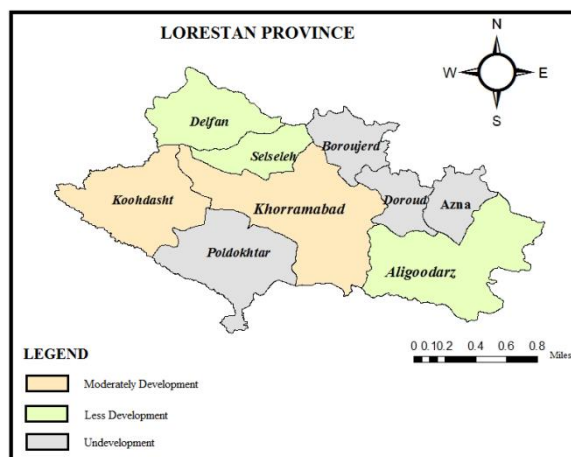 LORESTAN PROVINCE
N
W E
S
Delfan
Boroujerd
Selseleh
Koohdasht
Khorramabad
Doroud
Azna
Poldokhtar
Aligoodarz
0 0.1 0.2 0.4 0.6 0.8
Miles
LEGEND
Moderately Development
Less Development
Undevelopment